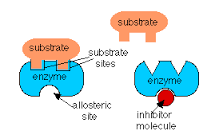 substrate
substrate
substrate
sites
enzyme
enzyme
allosteric
site
inhibitor
molecule